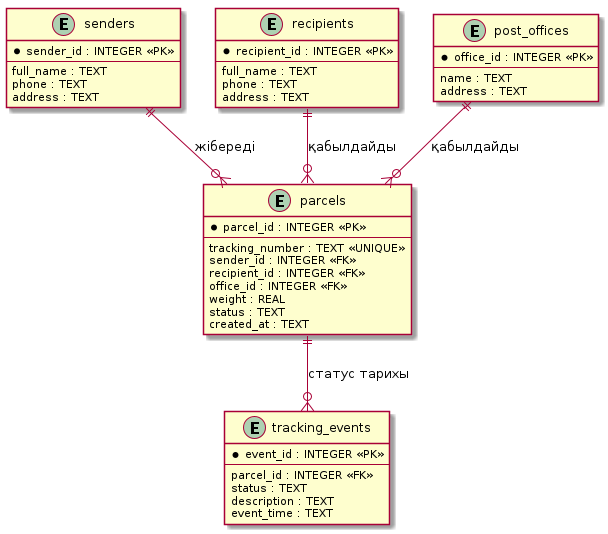 E senders
sender_id : INTEGER «PK»
full_name : TEXT
phone : TEXT
address : TEXT
E recipients
recipient_id : INTEGER «PK»
full_name : TEXT
phone : TEXT
address : TEXT
E post_offices
office_id : INTEGER «PK»
name : TEXT
address : TEXT
жібереді
қабылдайды
қабылдайды
E parcels
parcel_id : INTEGER «PK»
tracking_number : TEXT «UNIQUE»
sender_id : INTEGER «FK»
recipient_id : INTEGER «FK»
office_id : INTEGER «FK»
weight : REAL
status : TEXT
created_at : TEXT
статус тарихы
E tracking_events
event_id : INTEGER «PK»
parcel_id : INTEGER «FK»
status : TEXT
description : TEXT
event_time : TEXT